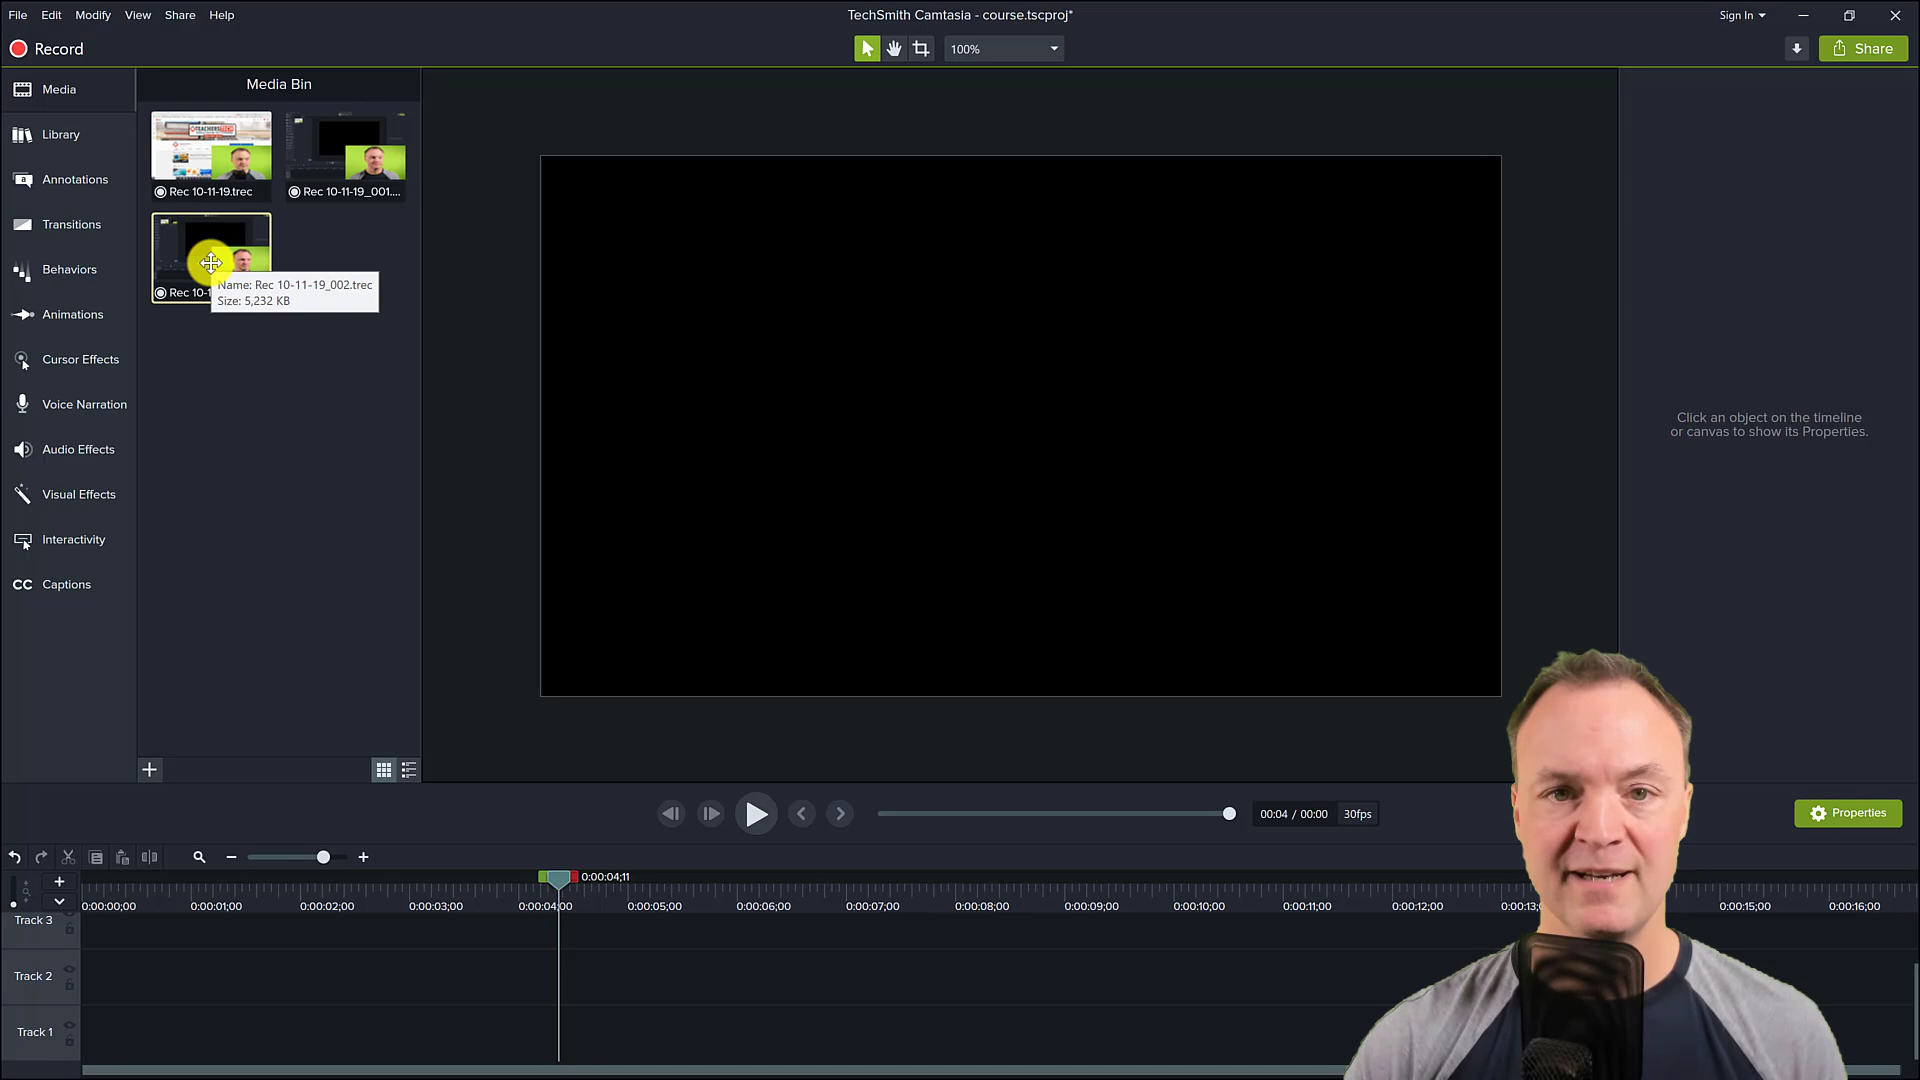 File Edit Modify View Share Help
TechSmith Camtasia - course.tscproj*
Sign In
Record
100%
Share
Media
Library
Annotations
Transitions
Behaviors
Animations
Cursor Effects
Voice Narration
Audio Effects
Visual Effects
Interactivity
CC Captions
Media Bin
TEACHER'S TECH
Rec 10-11-19.trec
Rec 10-11-19_001....
Rec 10-1
Name: Rec 10-11-19_002.trec
Size: 5,232 KB
Click an object on the timeline
or canvas to show its Properties.
00:04 / 00:00
30fps
Properties
0:00:04;11
0:00:00;00 0:00:01;00 0:00:02;00 0:00:03;00 0:00:04;00 0:00:05;00 0:00:06;00 0:00:07;00 0:00:08;00 0:00:09;00 0:00:10;00 0:00:11;00 0:00:12;00 0:00:13; 0:00:15;00 0:00:16;00
Track 3
Track 2
Track 1